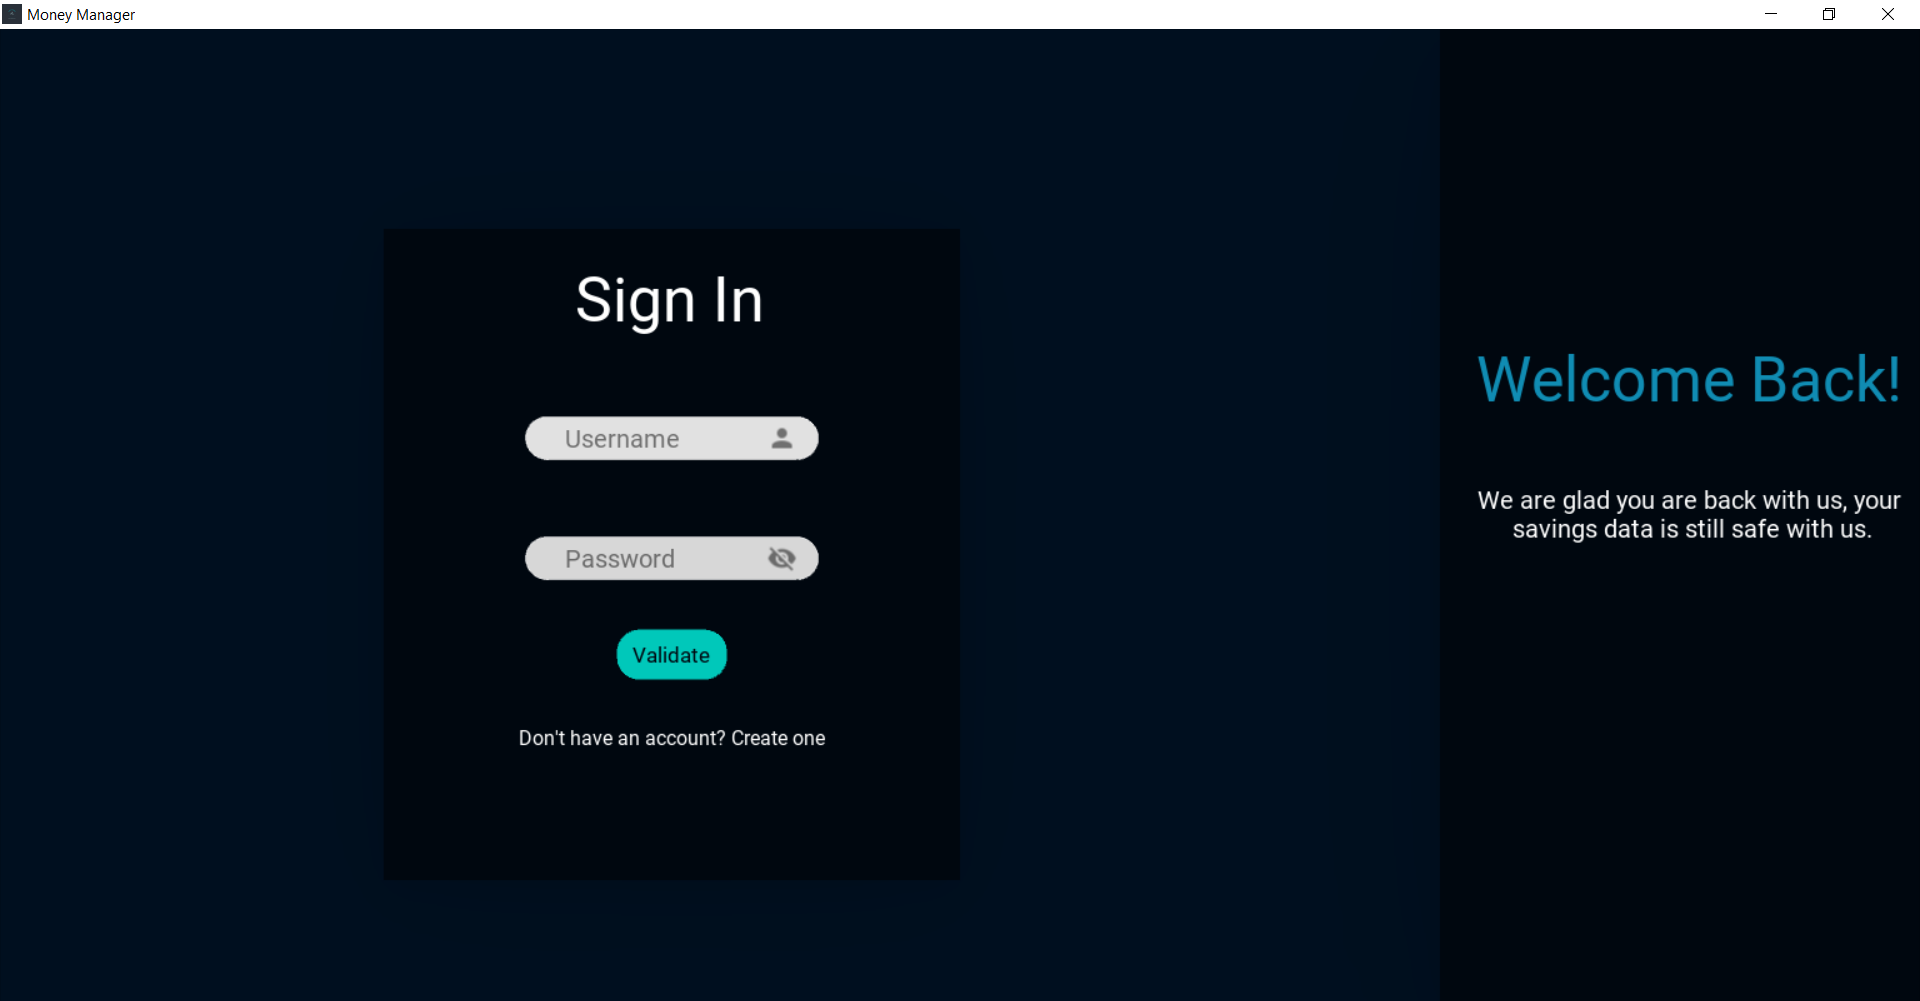 Money Manager
Sign In
Username
Password
Validate
Don't have an account? Create one
Welcome Back!
We are glad you are back with us, your
savings data is still safe with us.